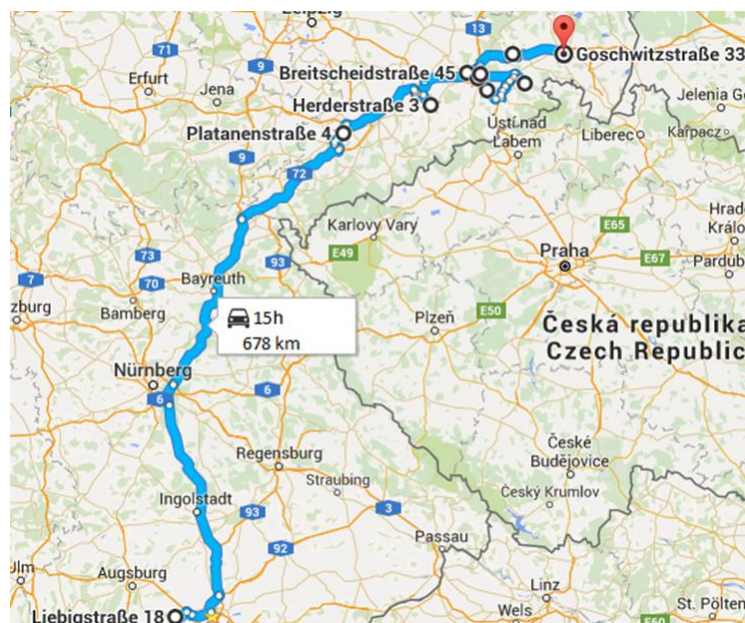 Leipzig
13
71
9
Goschwitzstraße 33
Breitscheidstraße 45
Erfurt
Jena
Herderstraße 3
Jelenia Go
Platanenstraße 4
Ústí nad
Labem
Liberec
Karpacz
9
72
Karlovy Vary
Hrade
Králo
E65
73
93
E49
Praha
E67
7
70
Bayreuth
Pardub
zburg
Bamberg
15h
678 km
Plzeň
E50
Česká republika
Czech Republic
Nürnberg
6
6
Regensburg
České
Budějovice
Straubing
Ingolstadt
Český Krumlov
93
3
92
Passau
Ulm
Augsburg
Linz
St. Pölten
Liebigstraße 18
Wels
E60